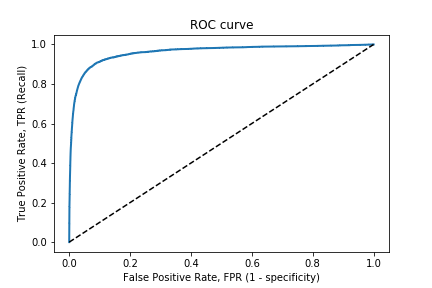 ROC curve
True Positive Rate, TPR (Recall)
1.0
0.8
0.6
0.4
0.2
0.0
0.0 0.2 0.4 0.6 0.8 1.0
False Positive Rate, FPR (1 - specificity)